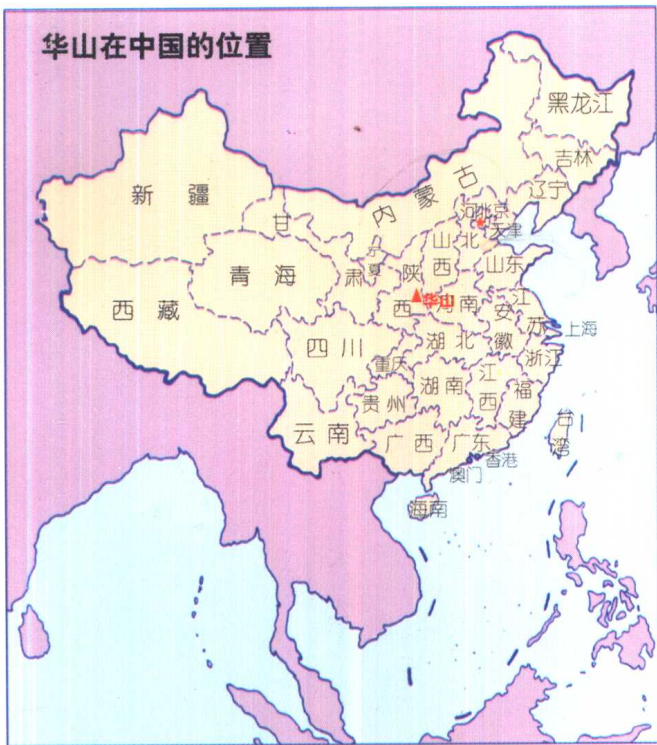 华山在中国的位置
黑龙江
吉林
辽宁
内蒙古
新疆
甘肃
宁夏
青海
西藏
河北
北京
天津
山西
陕西
山东
华山
河南
江苏
安徽
上海
四川
重庆
湖北
浙江
湖南
江西
福建
贵州
云南
广西
广东
台湾
香港
澳门
海南